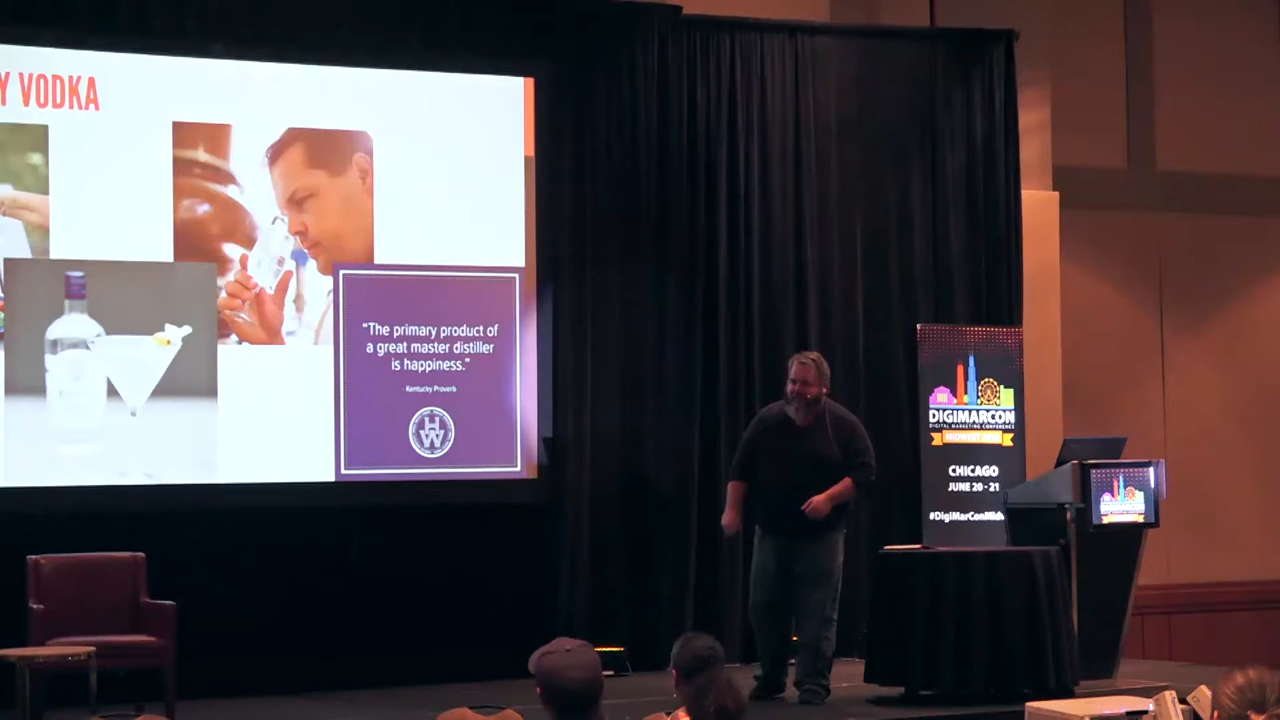 Y VODKA
“The primary product of
a great master distiller
is happiness.”
- Kentucky Proverb
HW
DIGIMARCON
DIGITAL MARKETING CONFERENCE
CHICAGO
JUNE 20 - 21
#DigiMarConMidw